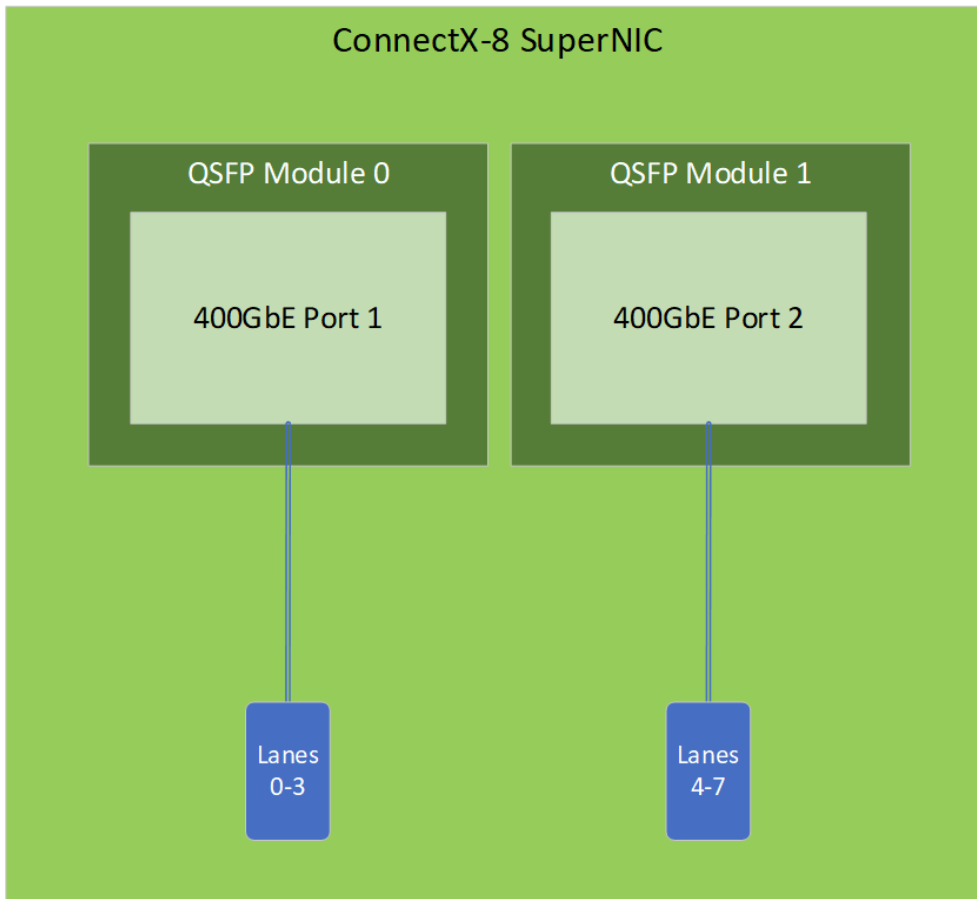 ConnectX-8 SuperNIC
QSFP Module 0
QSFP Module 1
400GbE Port 1
400GbE Port 2
Lanes
0-3
Lanes
4-7